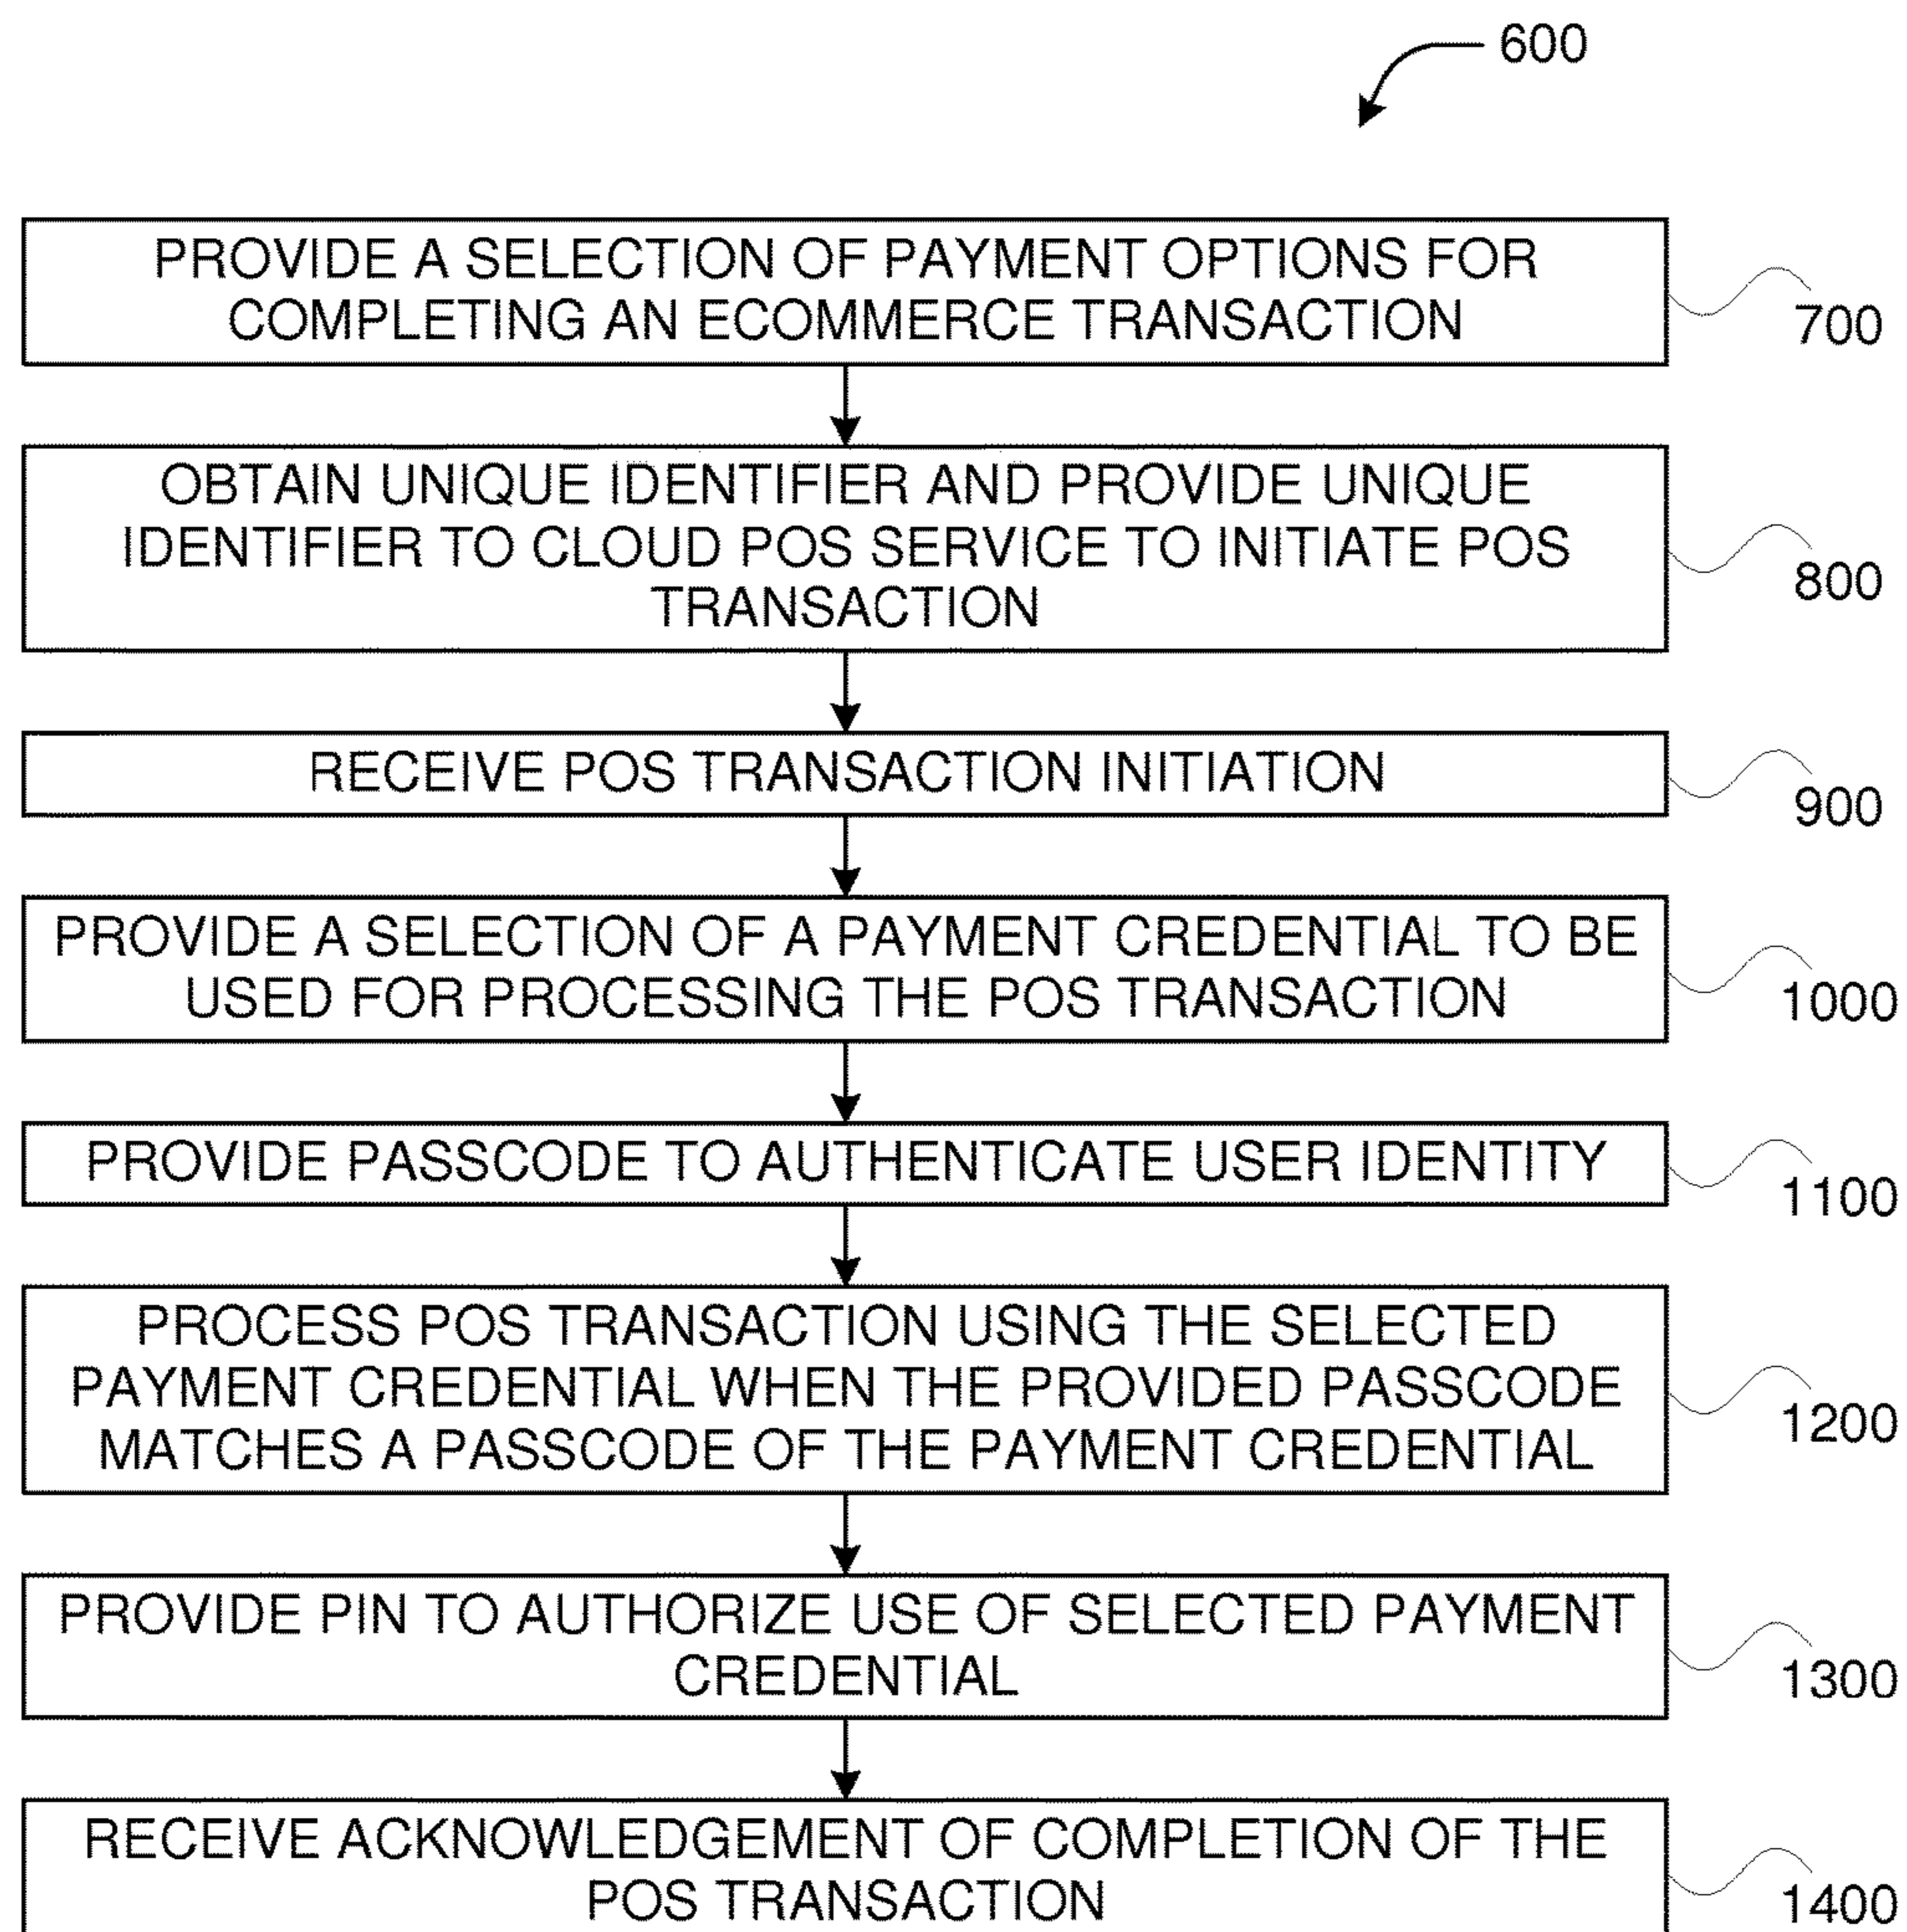 600
PROVIDE A SELECTION OF PAYMENT OPTIONS FOR
COMPLETING AN ECOMMERCE TRANSACTION
700
OBTAIN UNIQUE IDENTIFIER AND PROVIDE UNIQUE
IDENTIFIER TO CLOUD POS SERVICE TO INITIATE POS
TRANSACTION
800
RECEIVE POS TRANSACTION INITIATION
900
PROVIDE A SELECTION OF A PAYMENT CREDENTIAL TO BE
USED FOR PROCESSING THE POS TRANSACTION
1000
PROVIDE PASSCODE TO AUTHENTICATE USER IDENTITY
1100
PROCESS POS TRANSACTION USING THE SELECTED
PAYMENT CREDENTIAL WHEN THE PROVIDED PASSCODE
MATCHES A PASSCODE OF THE PAYMENT CREDENTIAL
1200
PROVIDE PIN TO AUTHORIZE USE OF SELECTED PAYMENT
CREDENTIAL
1300
RECEIVE ACKNOWLEDGEMENT OF COMPLETION OF THE
POS TRANSACTION
1400